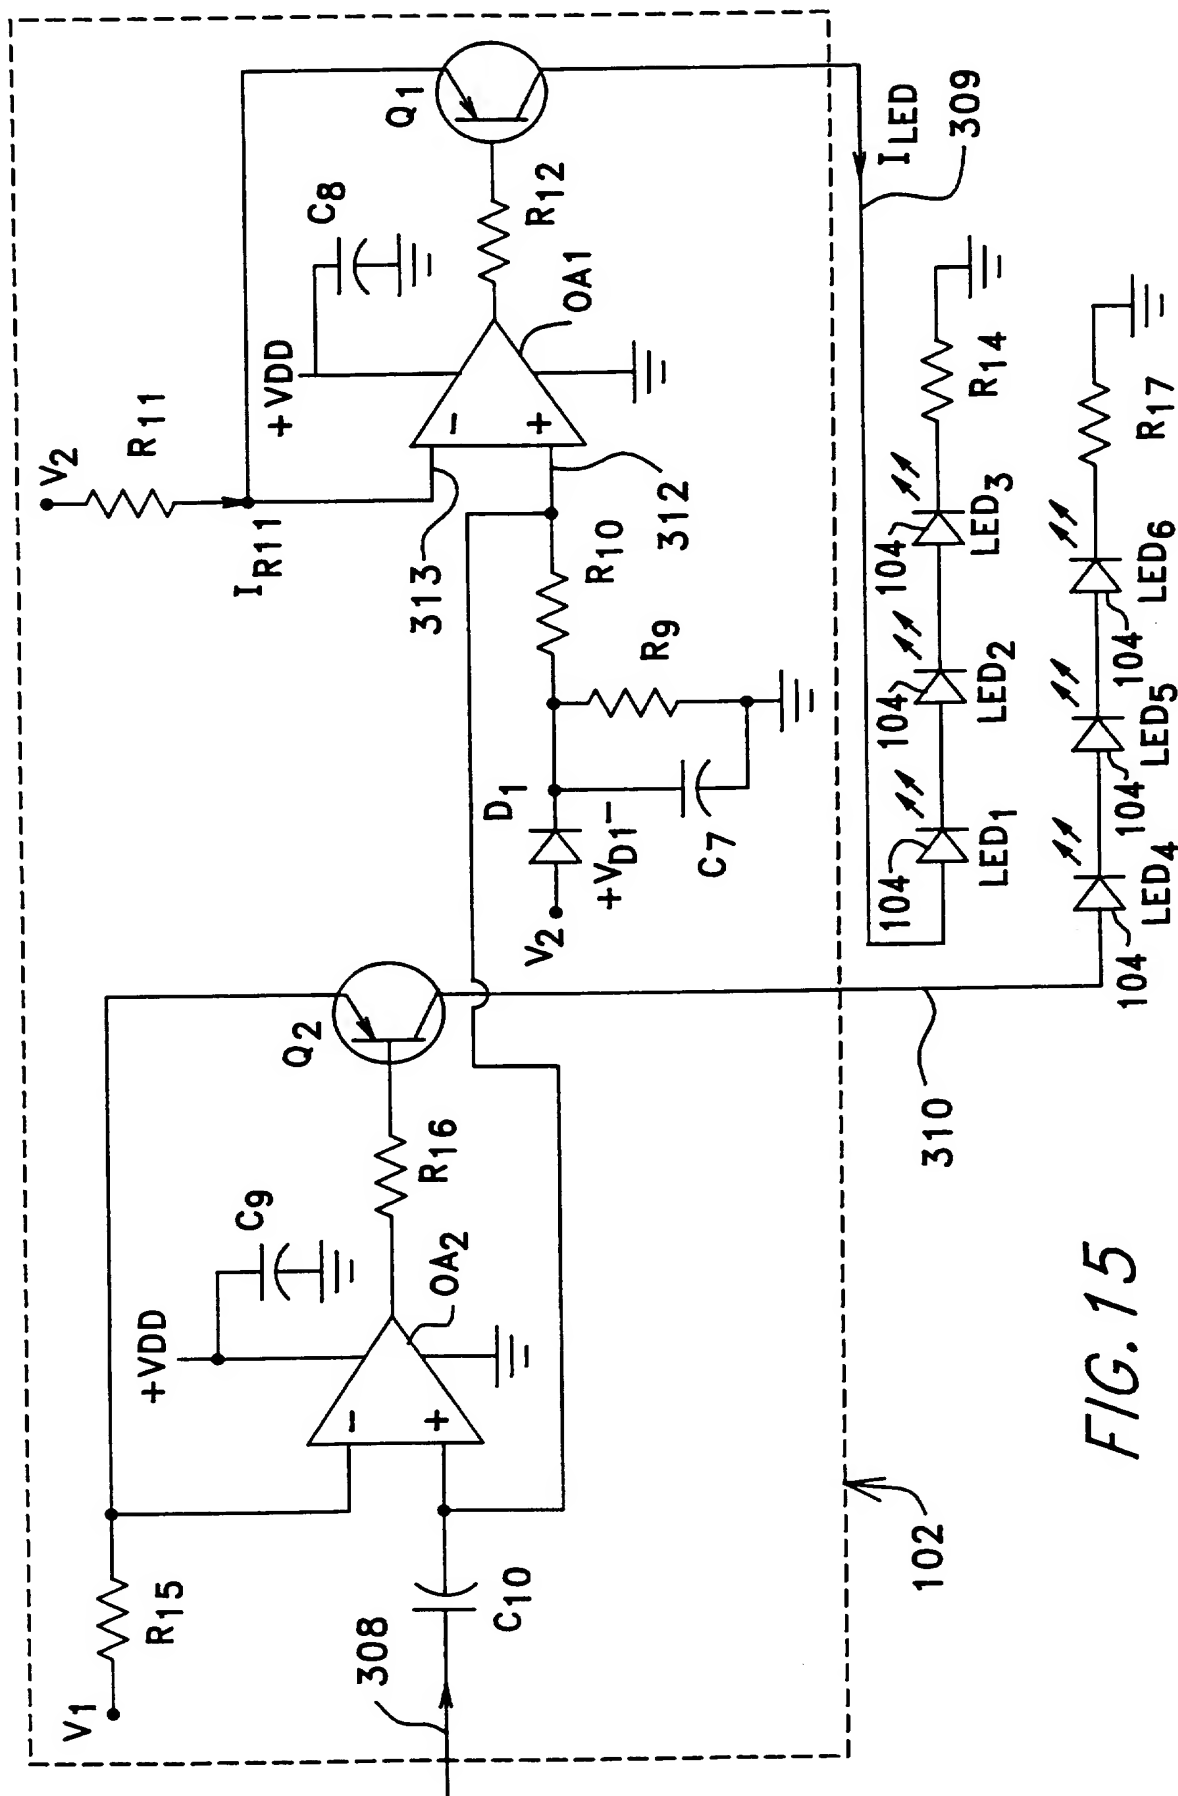 V2
R11
IR11
+VDD
C8
Q1
R12
OA1
−
+
313
312
R10
R9
D1
+VD1−
V2
C7
ILED
309
R14
104
LED3
104
LED2
104
LED1
R17
104
LED6
104
LED5
104
LED4
310
Q2
R16
C9
+VDD
OA2
−
+
R15
V1
308
C10
102
FIG. 15